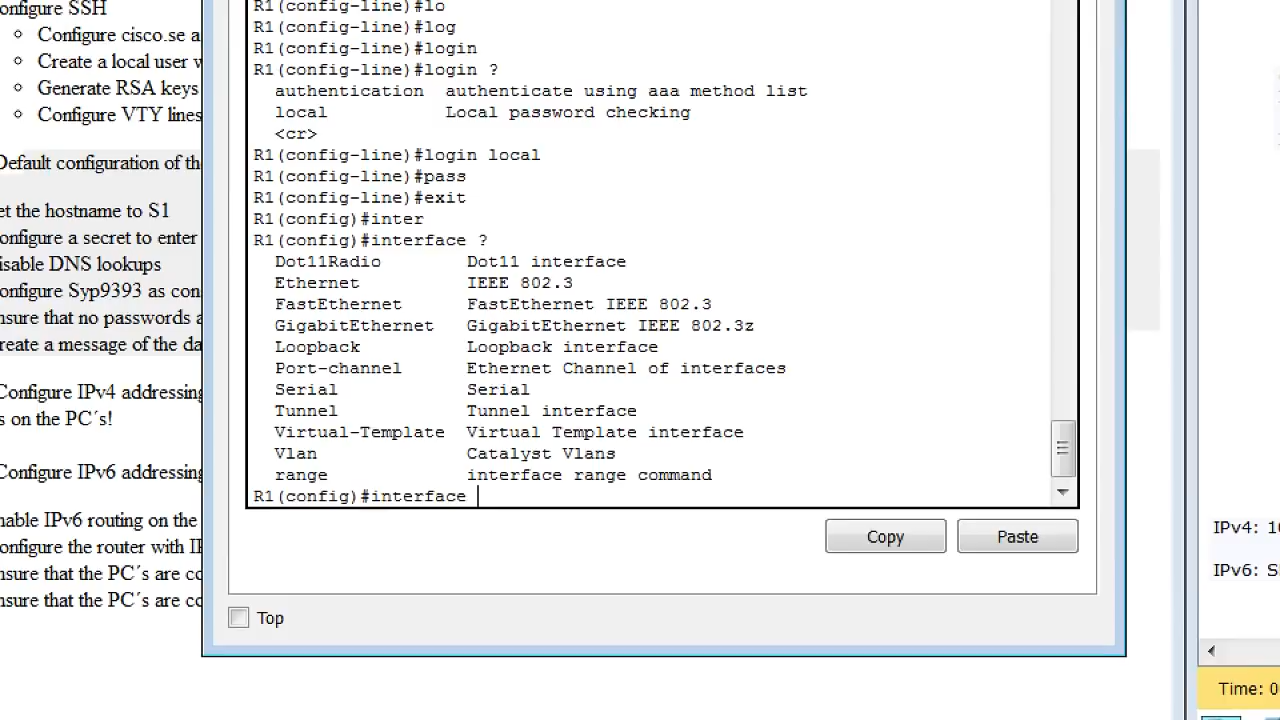 onfigure SSH
Configure cisco.se a
Create a local user
Generate RSA keys
Configure VTY lines
Default configuration of th
et the hostname to S1
onfigure a secret to enter
isable DNS lookups
onfigure Syp9393 as con
nsure that no passwords a
reate a message of the da
Configure IPv4 addressing
s on the PC´s!
Configure IPv6 addressing
nable IPv6 routing on the
onfigure the router with
nsure that the PC´s are co
nsure that the PC´s are co
R1(config-line)#lo
R1(config-line)#log
R1(config-line)#login
R1(config-line)#login ?
authentication authenticate using aaa method list
local Local password checking
<cr>
R1(config-line)#login local
R1(config-line)#pass
R1(config-line)#exit
R1(config)#inter
R1(config)#interface ?
Dot11Radio Dot11 interface
Ethernet IEEE 802.3
FastEthernet FastEthernet IEEE 802.3
GigabitEthernet GigabitEthernet IEEE 802.3z
Loopback Loopback interface
Port-channel Ethernet Channel of interfaces
Serial Serial
Tunnel Tunnel interface
Virtual-Template Virtual Template interface
Vlan Catalyst Vlans
range interface range command
R1(config)#interface
Copy
Paste
Top
IPv4: 10
IPv6: S
Time: 0